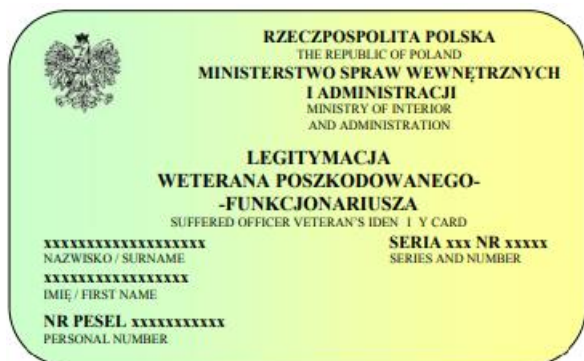 RZECZPOSPOLITA POLSKA
THE REPUBLIC OF POLAND
MINISTERSTWO SPRAW WEWNĘTRZNYCH
I ADMINISTRACJI
MINISTRY OF INTERIOR
AND ADMINISTRATION
LEGITYMACJA
WETERANA POSZKODOWANEGO-
-FUNKCJONARIUSZA
SUFFERED OFFICER VETERAN'S IDEN I Y CARD
xxxxxxxxxxxxxxxxxxx SERIA xxx NR xxxxx
NAZWISKO / SURNAME SERIES AND NUMBER
xxxxxxxxxxxxxxxxx
IMIĘ / FIRST NAME
NR PESEL xxxxxxxxxxx
PERSONAL NUMBER